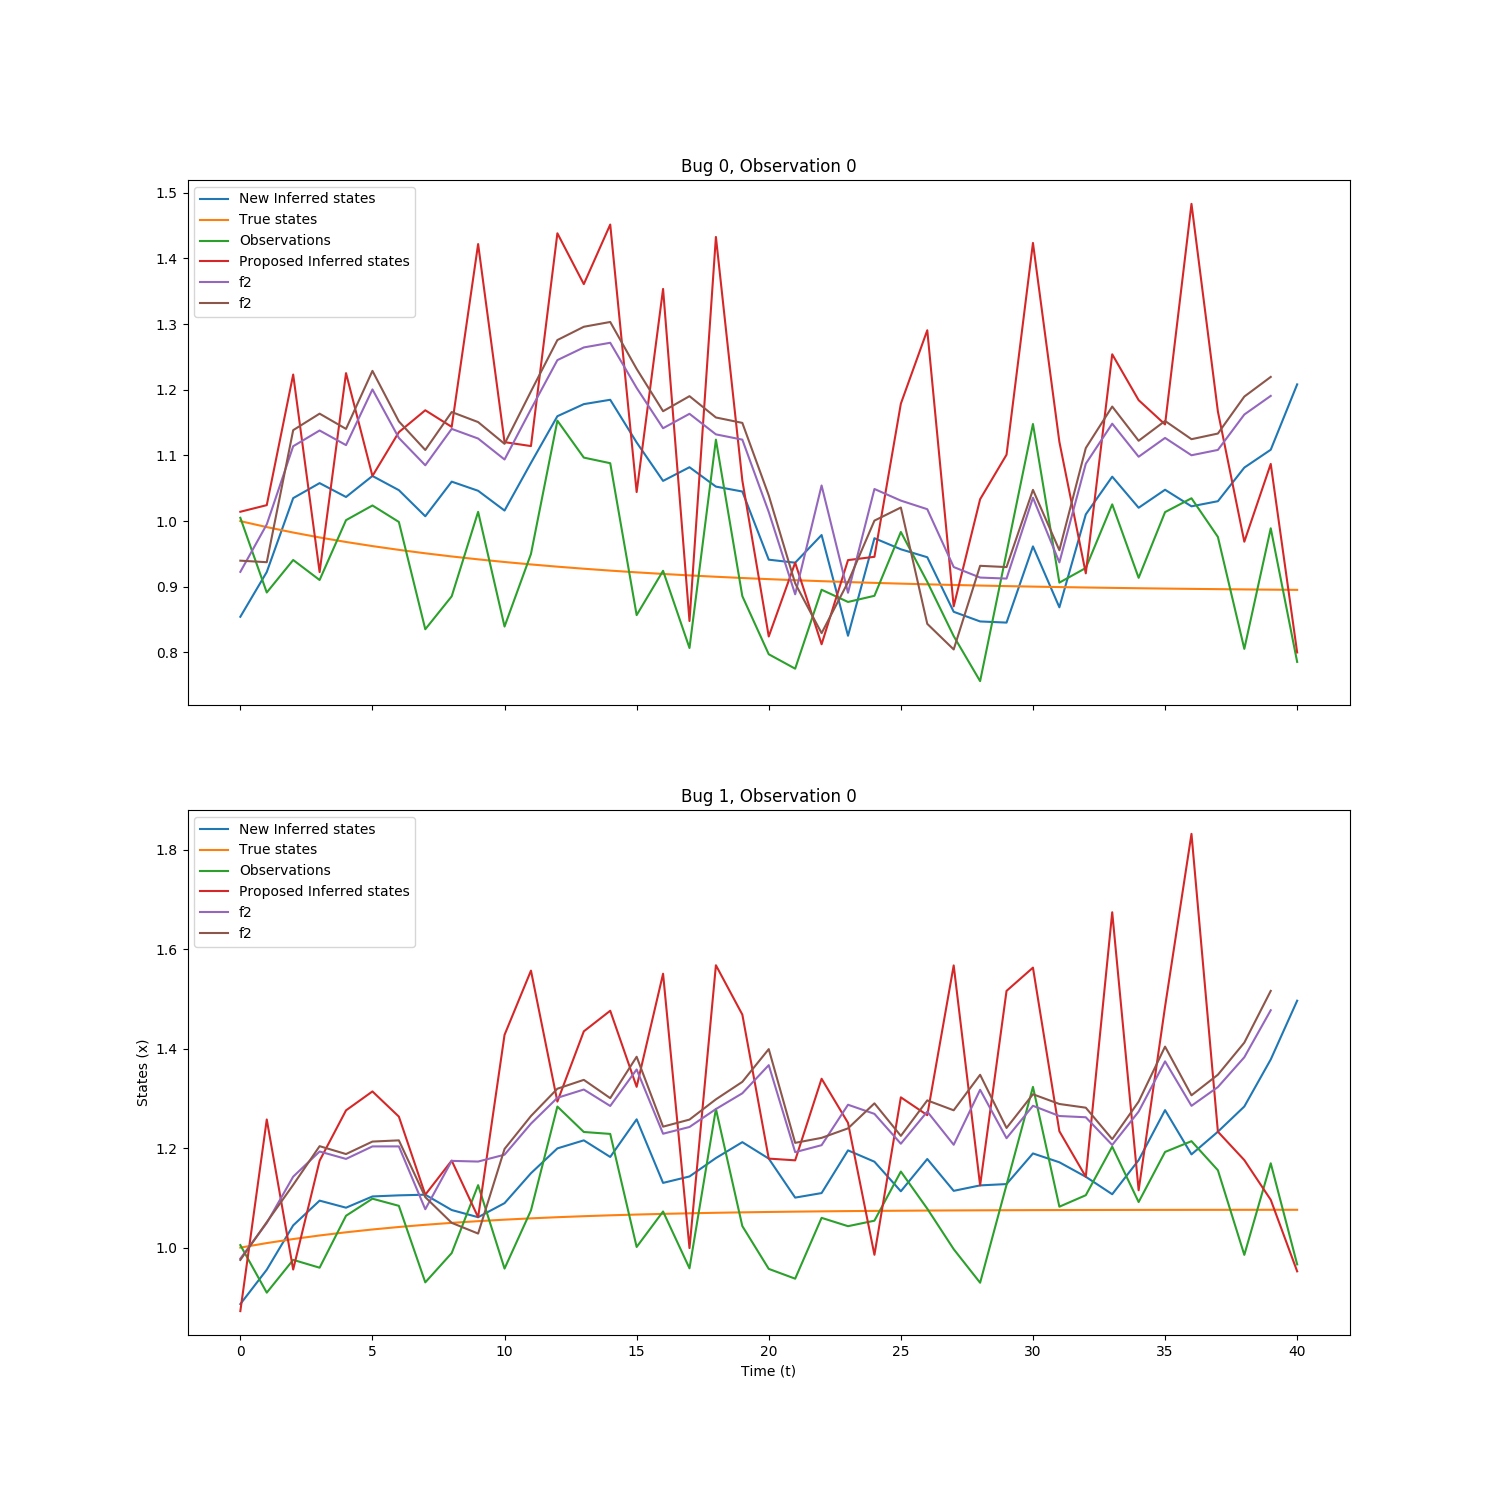 Bug 0, Observation 0
New Inferred states
True states
Observations
Proposed Inferred states
f2
f2
1.5
1.4
1.3
1.2
1.1
1.0
0.9
0.8
Bug 1, Observation 0
New Inferred states
True states
Observations
Proposed Inferred states
f2
f2
1.8
1.6
1.4
1.2
1.0
States (x)
0 5 10 15 20 25 30 35 40
Time (t)